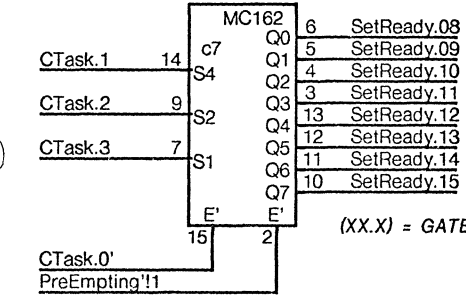 MC162
c7
CTask.1 14 S4
CTask.2 9 S2
CTask.3 7 S1
Q0 6 SetReady.08
Q1 5 SetReady.09
Q2 4 SetReady.10
Q3 3 SetReady.11
Q4 13 SetReady.12
Q5 12 SetReady.13
Q6 11 SetReady.14
Q7 10 SetReady.15
E' E'
15 2
(XX.X) = GATE
CTask.0'
PreEmpting'!1